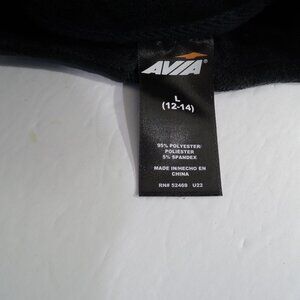 AVIA®
L
(12-14)
95% POLYESTER/
POLIESTER
5% SPANDEX
MADE IN/HECHO EN
CHINA
RN# 52469 U22